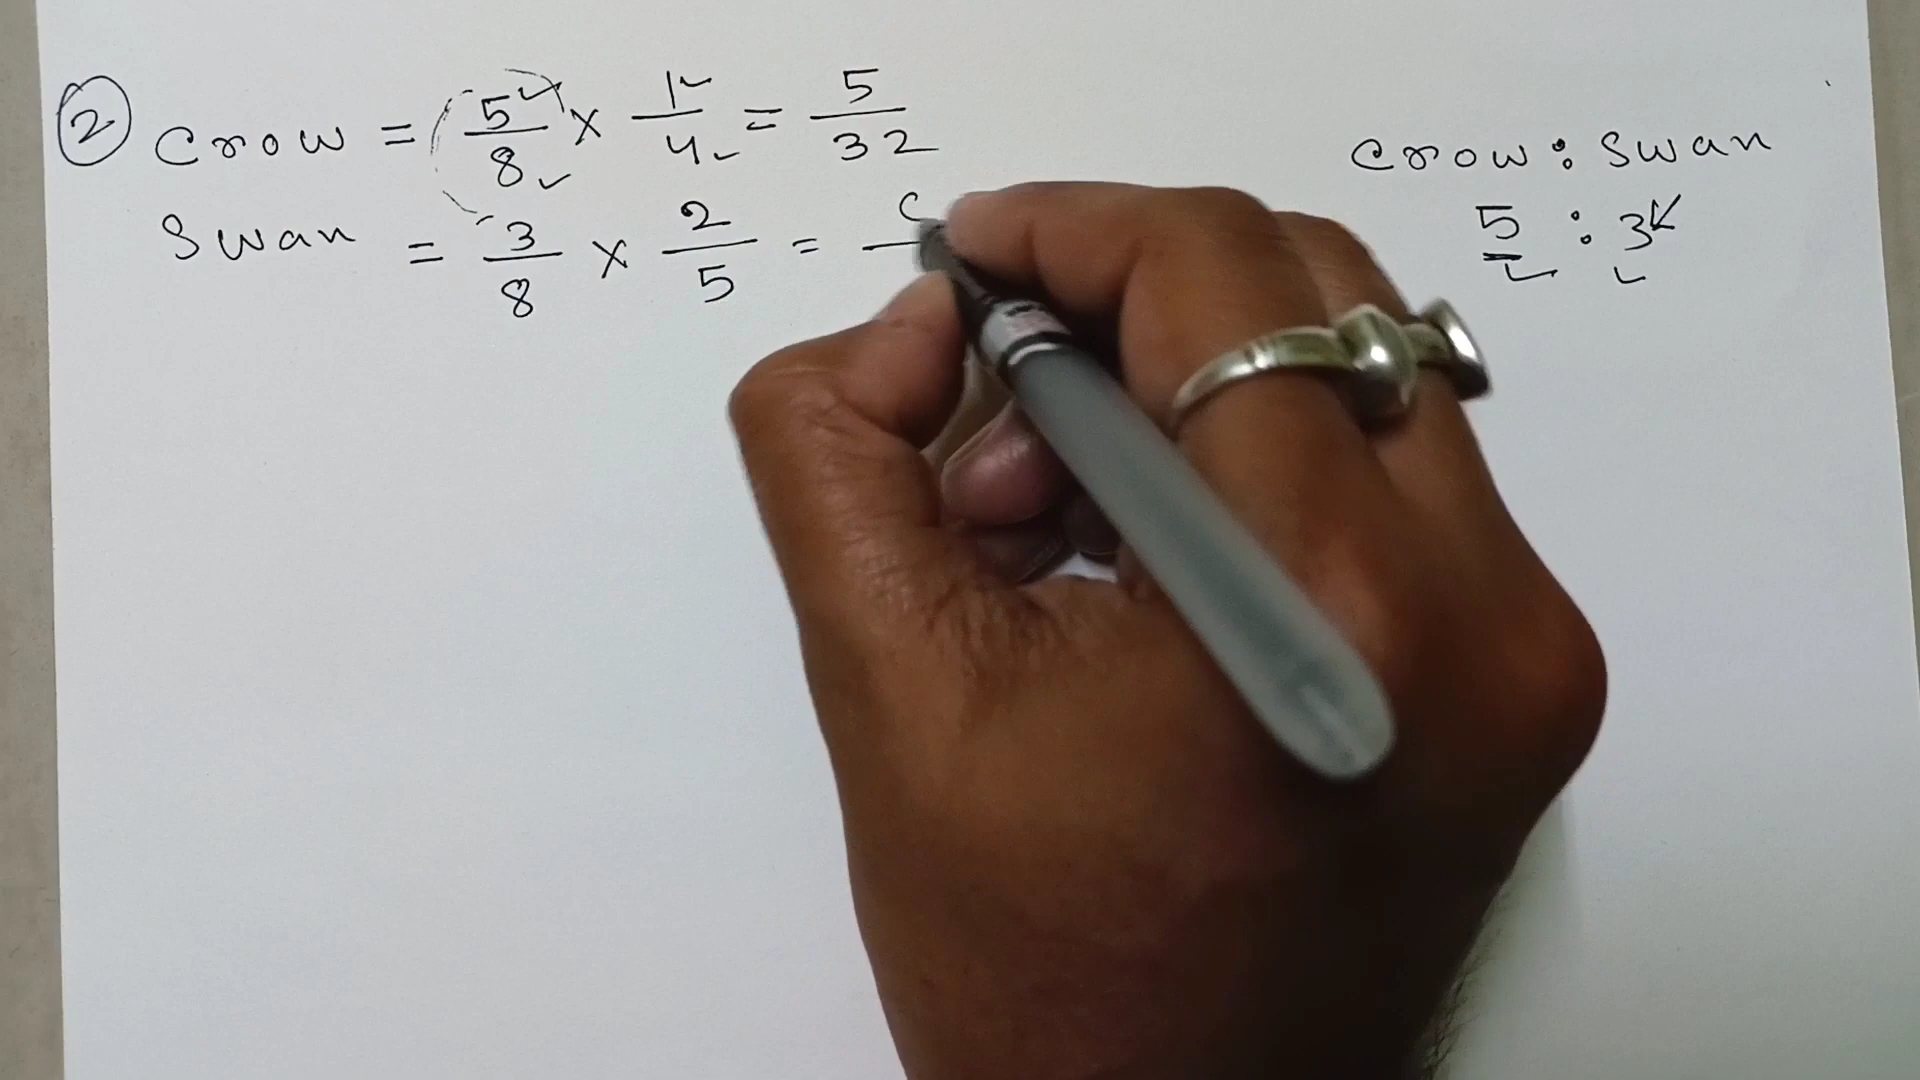 ② Crow = 5/8 × 1/4 = 5/32
Swan = 3/8 × 2/5 =
Crow : Swan
5 : 3